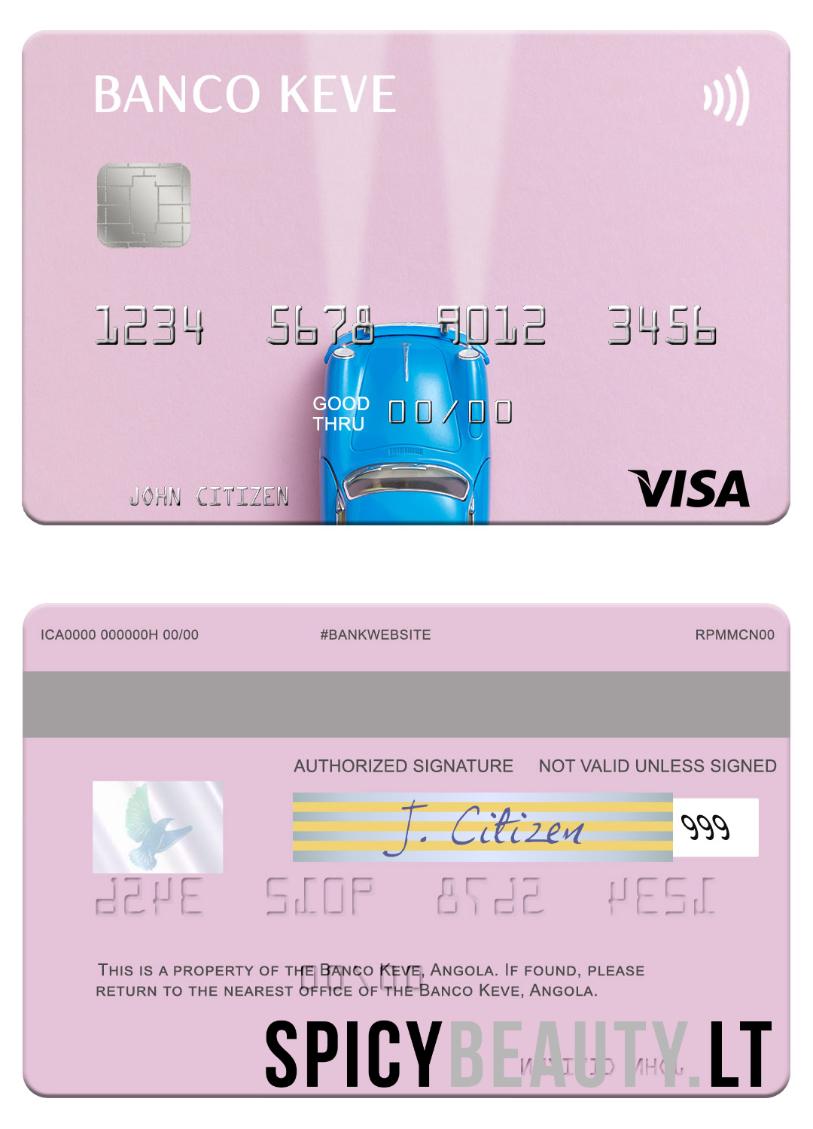 BANCO KEVE
1234 5678 9012 3456
GOOD THRU 00/00
JOHN CITIZEN
VISA
ICA0000 000000H 00/00 #BANKWEBSITE RPMMCN00
AUTHORIZED SIGNATURE NOT VALID UNLESS SIGNED
J. Citizen 999
THIS IS A PROPERTY OF THE BANCO KEVE, ANGOLA. IF FOUND, PLEASE
RETURN TO THE NEAREST OFFICE OF THE BANCO KEVE, ANGOLA.
SPICYBEAUTY.LT